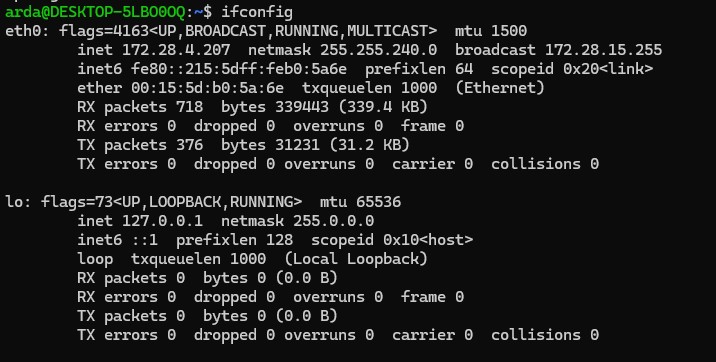 arda@DESKTOP-5LBO0OQ:~$ ifconfig
eth0: flags=4163<UP,BROADCAST,RUNNING,MULTICAST>  mtu 1500
        inet 172.28.4.207  netmask 255.255.240.0  broadcast 172.28.15.255
        inet6 fe80::215:5dff:feb0:5a6e  prefixlen 64  scopeid 0x20<link>
        ether 00:15:5d:b0:5a:6e  txqueuelen 1000  (Ethernet)
        RX packets 718  bytes 339443 (339.4 KB)
        RX errors 0  dropped 0  overruns 0  frame 0
        TX packets 376  bytes 31231 (31.2 KB)
        TX errors 0  dropped 0 overruns 0  carrier 0  collisions 0

lo: flags=73<UP,LOOPBACK,RUNNING>  mtu 65536
        inet 127.0.0.1  netmask 255.0.0.0
        inet6 ::1  prefixlen 128  scopeid 0x10<host>
        loop  txqueuelen 1000  (Local Loopback)
        RX packets 0  bytes 0 (0.0 B)
        RX errors 0  dropped 0  overruns 0  frame 0
        TX packets 0  bytes 0 (0.0 B)
        TX errors 0  dropped 0 overruns 0  carrier 0  collisions 0